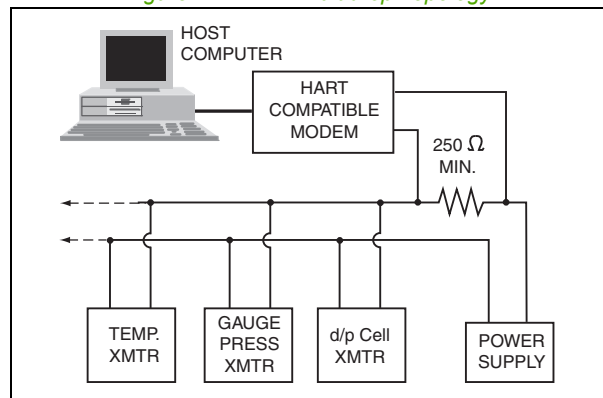 HOST
COMPUTER
HART
COMPATIBLE
MODEM
250 Ω
MIN.
TEMP.
XMTR
GAUGE
PRESS
XMTR
d/p Cell
XMTR
POWER
SUPPLY